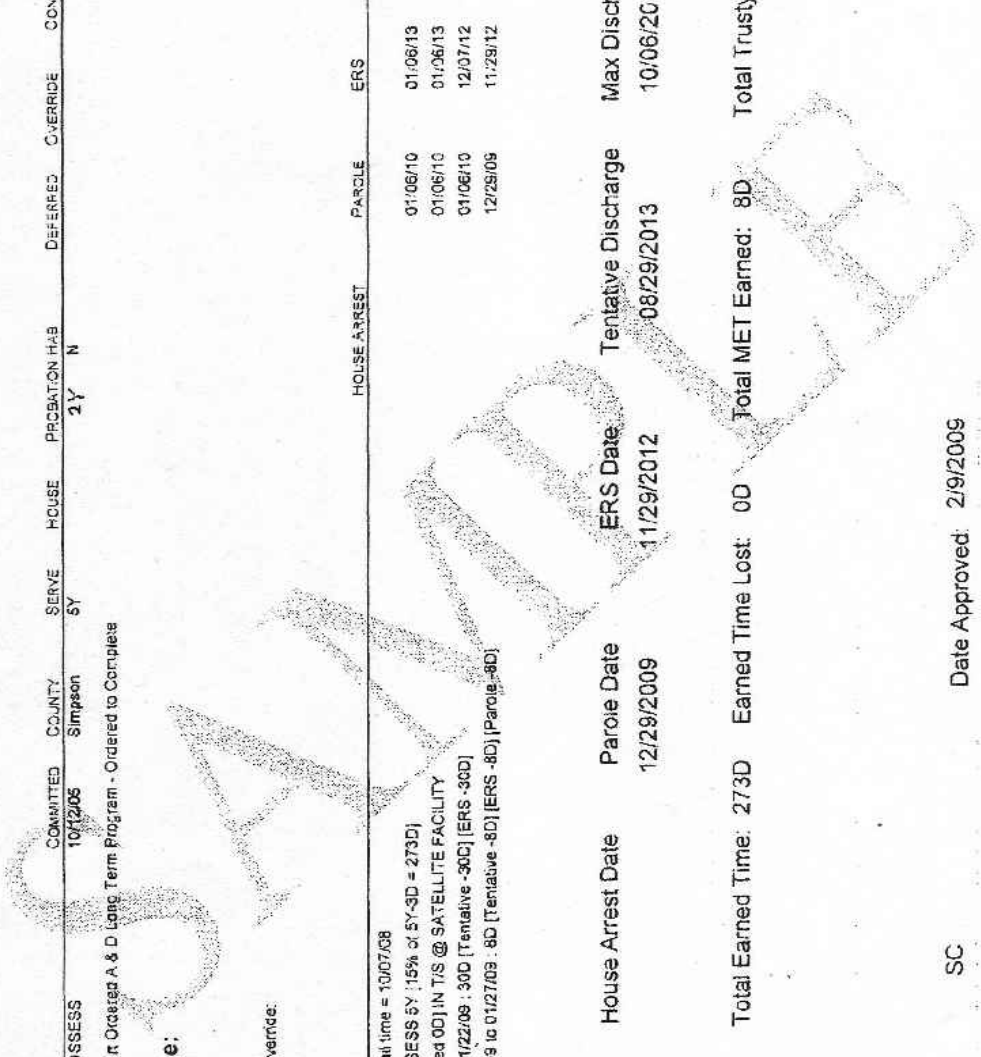 COMMITTED COUNTY SERVE HOUSE PROBATION HAB DEFERRED OVERRIDE CON
OSSESS 10/12/06 Simpson 5Y 2Y N
rt Ordered A & D Long Term Program - Ordered to Complete
e:
verride:
HOUSE ARREST PAROLE ERS
ail time = 10/07/08
SESS 5Y [15% of 5Y-3D = 273D] 01/06/10 01/06/13
ed 0D] IN T/S @ SATELLITE FACILITY 01/06/10 01/06/13
1/22/09 : 30D [Tentative -30D] [ERS -30D] 01/06/10 12/07/12
9 to 01/27/09 : 8D [Tentative -8D] [ERS -8D] [Parole -8D] 12/29/09 11/29/12
House Arrest Date Parole Date ERS Date Tentative Discharge Max Disch
12/29/2009 11/29/2012 08/29/2013 10/06/20
Total Earned Time: 273D Earned Time Lost: 0D Total MET Earned: 8D Total Trusty
SC Date Approved: 2/9/2009
SAMPLE